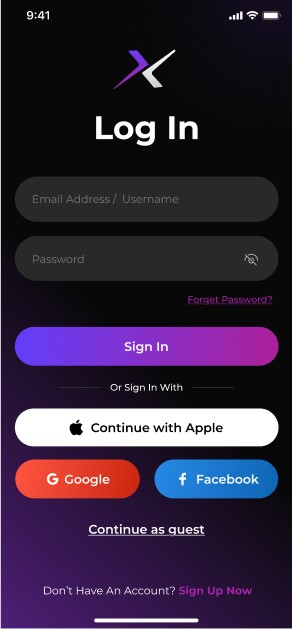 9:41
Log In
Email Address / Username
Password
Forget Password?
Sign In
Or Sign In With
Continue with Apple
G Google
f Facebook
Continue as guest
Don't Have An Account? Sign Up Now